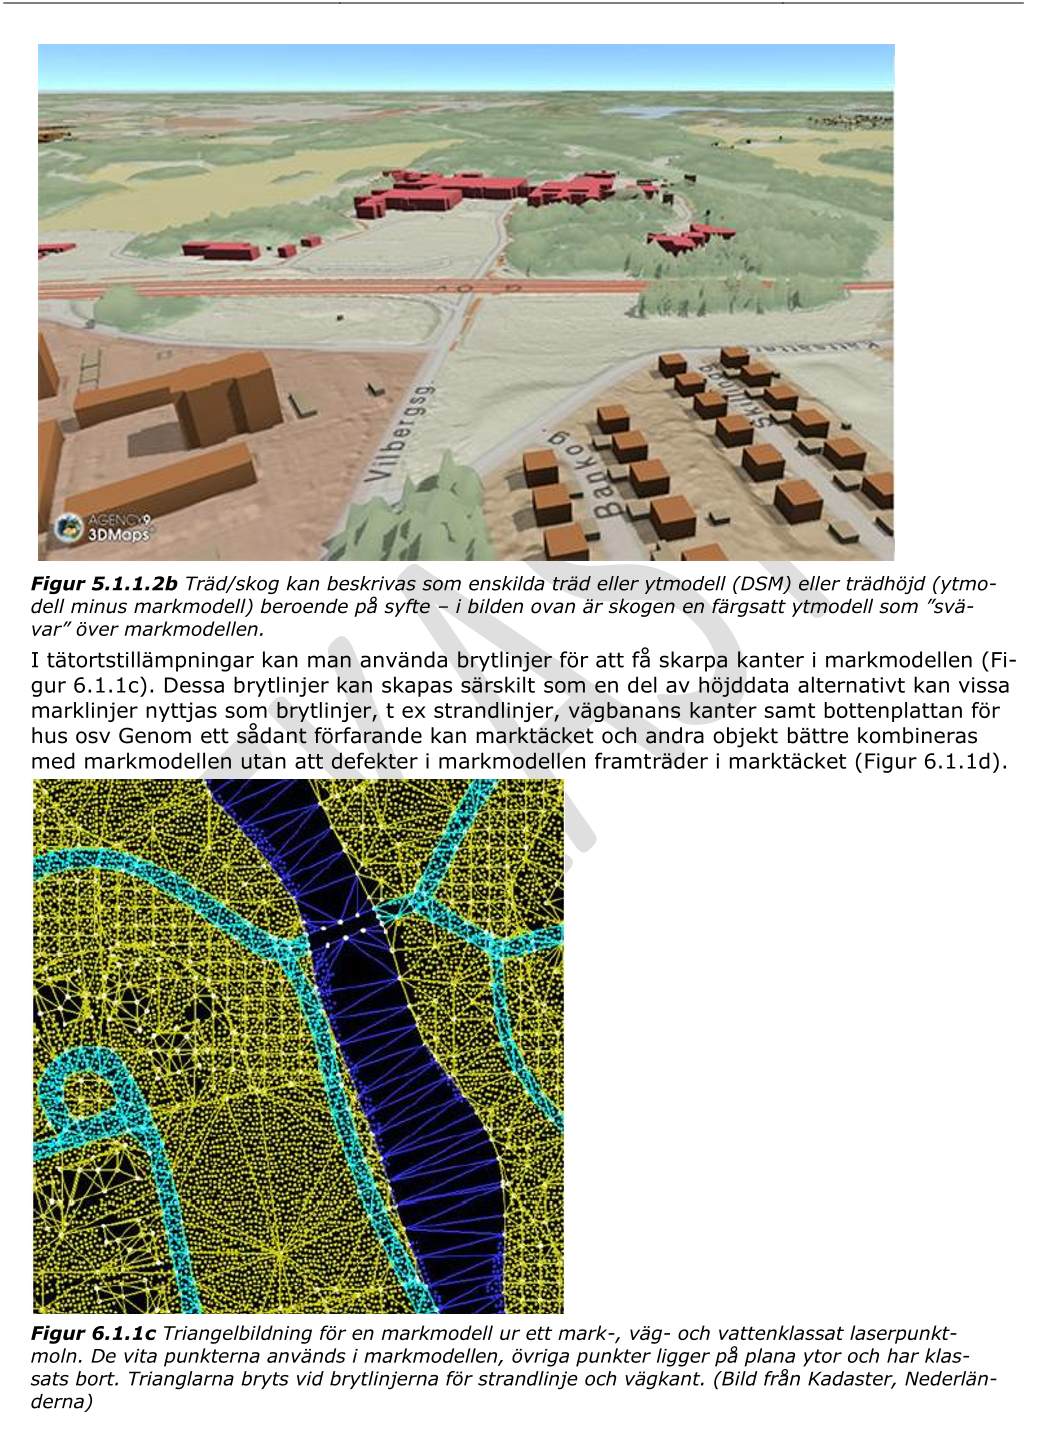 Kattsätter
Skillingg
Bankog
Vilbergsg.
AGENCY9
3DMaps
Figur 5.1.1.2b Träd/skog kan beskrivas som enskilda träd eller ytmodell (DSM) eller trädhöjd (ytmo-
dell minus markmodell) beroende på syfte – i bilden ovan är skogen en färgsatt ytmodell som ”svä-
var” över markmodellen.
I tätortstillämpningar kan man använda brytlinjer för att få skarpa kanter i markmodellen (Fi-
gur 6.1.1c). Dessa brytlinjer kan skapas särskilt som en del av höjddata alternativt kan vissa
marklinjer nyttjas som brytlinjer, t ex strandlinjer, vägbanans kanter samt bottenplattan för
hus osv Genom ett sådant förfarande kan marktäcket och andra objekt bättre kombineras
med markmodellen utan att defekter i markmodellen framträder i marktäcket (Figur 6.1.1d).
Figur 6.1.1c Triangelbildning för en markmodell ur ett mark-, väg- och vattenklassat laserpunkt-
moln. De vita punkterna används i markmodellen, övriga punkter ligger på plana ytor och har klas-
sats bort. Trianglarna bryts vid brytlinjerna för strandlinje och vägkant. (Bild från Kadaster, Nederlän-
derna)